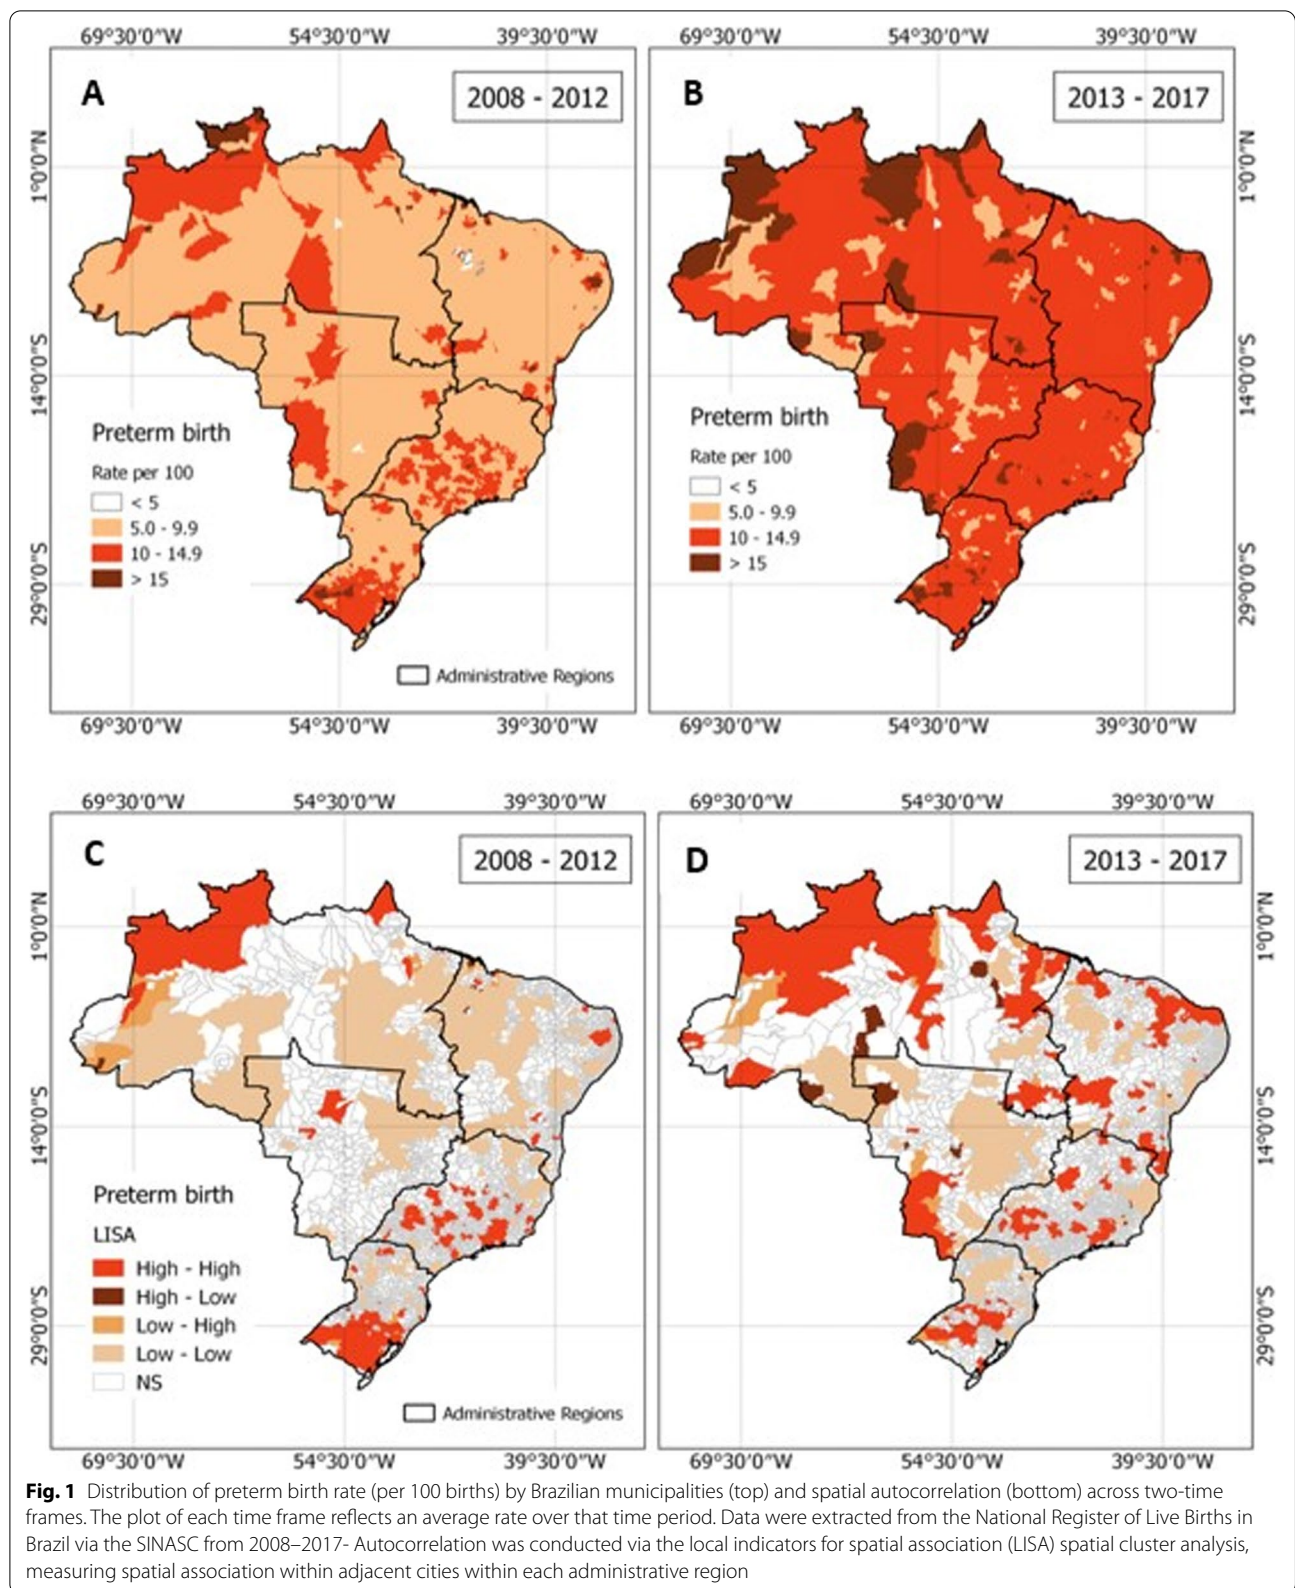 69°30'0"W 54°30'0"W 39°30'0"W 69°30'0"W 54°30'0"W 39°30'0"W
A
2008 - 2012
B
2013 - 2017
1°0'0"N
14°0'0"S
29°0'0"S
Preterm birth
Rate per 100
< 5
5.0 - 9.9
10 - 14.9
> 15
Administrative Regions
Preterm birth
Rate per 100
< 5
5.0 - 9.9
10 - 14.9
> 15
1°0'0"N
14°0'0"S
29°0'0"S
69°30'0"W 54°30'0"W 39°30'0"W 69°30'0"W 54°30'0"W 39°30'0"W
69°30'0"W 54°30'0"W 39°30'0"W 69°30'0"W 54°30'0"W 39°30'0"W
C
2008 - 2012
D
2013 - 2017
1°0'0"N
14°0'0"S
29°0'0"S
Preterm birth
LISA
High - High
High - Low
Low - High
Low - Low
NS
Administrative Regions
1°0'0"N
14°0'0"S
29°0'0"S
69°30'0"W 54°30'0"W 39°30'0"W 69°30'0"W 54°30'0"W 39°30'0"W
Fig. 1 Distribution of preterm birth rate (per 100 births) by Brazilian municipalities (top) and spatial autocorrelation (bottom) across two-time
frames. The plot of each time frame reflects an average rate over that time period. Data were extracted from the National Register of Live Births in
Brazil via the SINASC from 2008–2017- Autocorrelation was conducted via the local indicators for spatial association (LISA) spatial cluster analysis,
measuring spatial association within adjacent cities within each administrative region